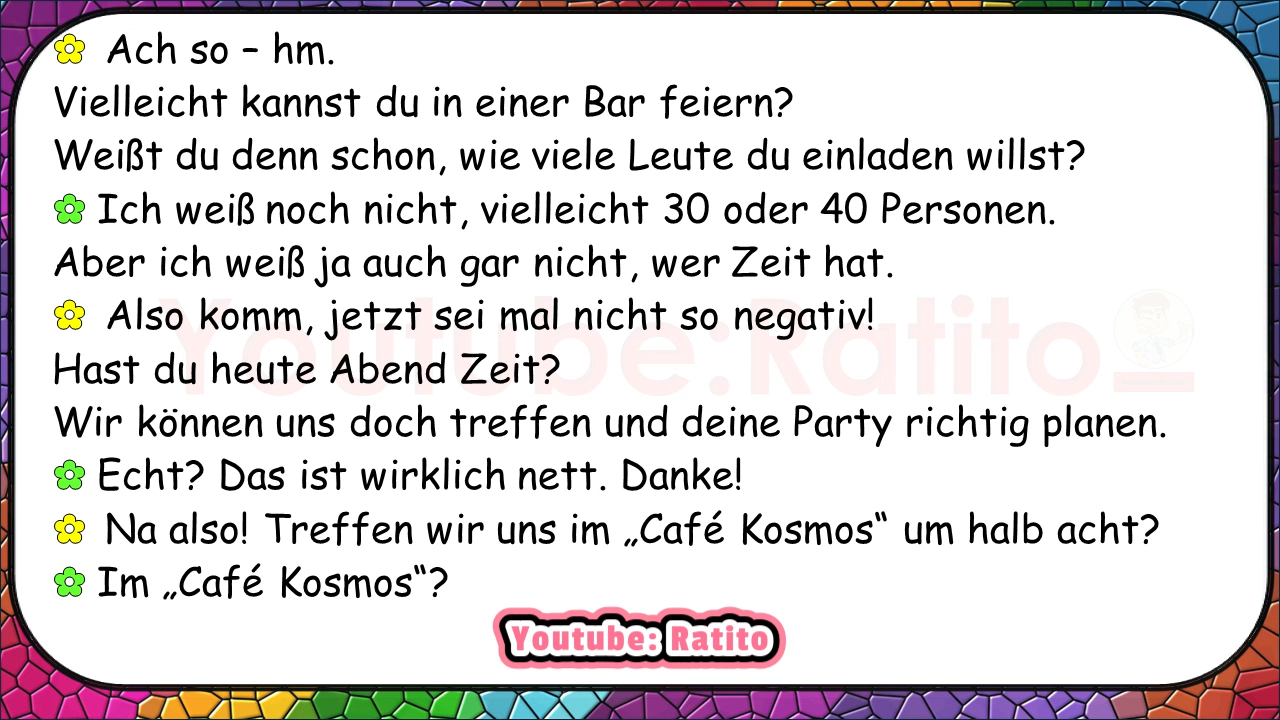 Ach so – hm.
Vielleicht kannst du in einer Bar feiern?
Weißt du denn schon, wie viele Leute du einladen willst?
Ich weiß noch nicht, vielleicht 30 oder 40 Personen.
Aber ich weiß ja auch gar nicht, wer Zeit hat.
Also komm, jetzt sei mal nicht so negativ!
Hast du heute Abend Zeit?
Youtube:Ratito
Wir können uns doch treffen und deine Party richtig planen.
Echt? Das ist wirklich nett. Danke!
Na also! Treffen wir uns im „Café Kosmos“ um halb acht?
Im „Café Kosmos“?
Youtube: Ratito